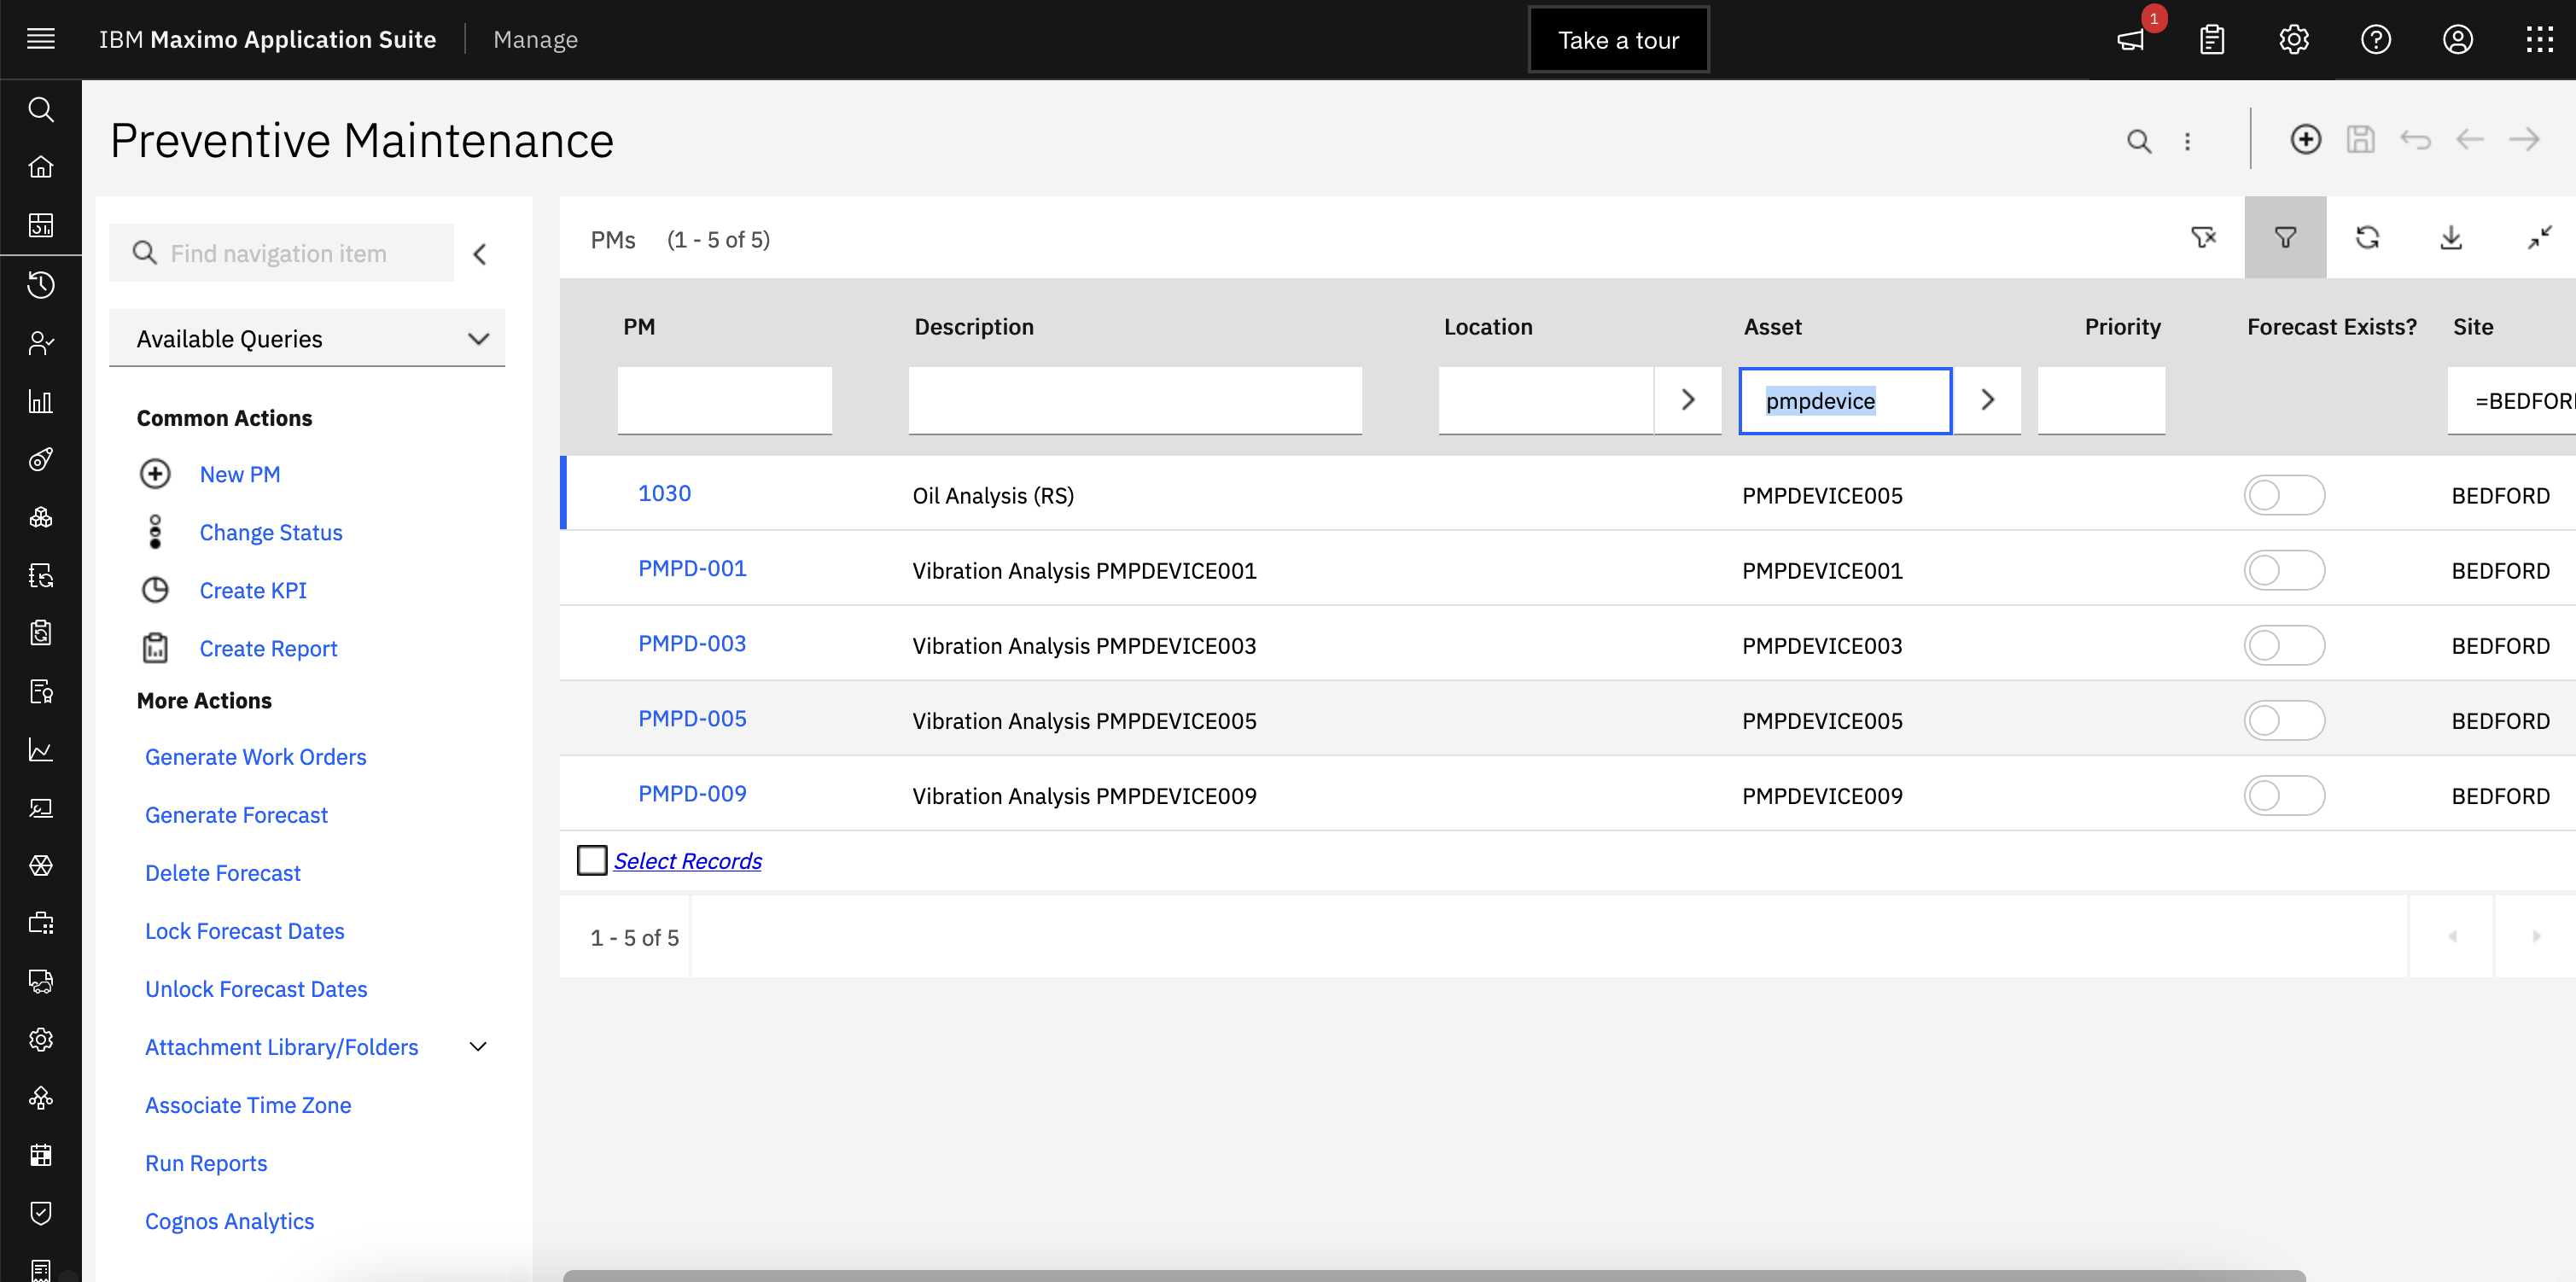 IBM Maximo Application Suite Manage Take a tour 1
Preventive Maintenance
Find navigation item
Available Queries
Common Actions
New PM
Change Status
Create KPI
Create Report
More Actions
Generate Work Orders
Generate Forecast
Delete Forecast
Lock Forecast Dates
Unlock Forecast Dates
Attachment Library/Folders
Associate Time Zone
Run Reports
Cognos Analytics
PMs (1 - 5 of 5)
PM Description Location Asset Priority Forecast Exists? Site
pmpdevice =BEDFOR
1030 Oil Analysis (RS) PMPDEVICE005 BEDFORD
PMPD-001 Vibration Analysis PMPDEVICE001 PMPDEVICE001 BEDFORD
PMPD-003 Vibration Analysis PMPDEVICE003 PMPDEVICE003 BEDFORD
PMPD-005 Vibration Analysis PMPDEVICE005 PMPDEVICE005 BEDFORD
PMPD-009 Vibration Analysis PMPDEVICE009 PMPDEVICE009 BEDFORD
Select Records
1 - 5 of 5